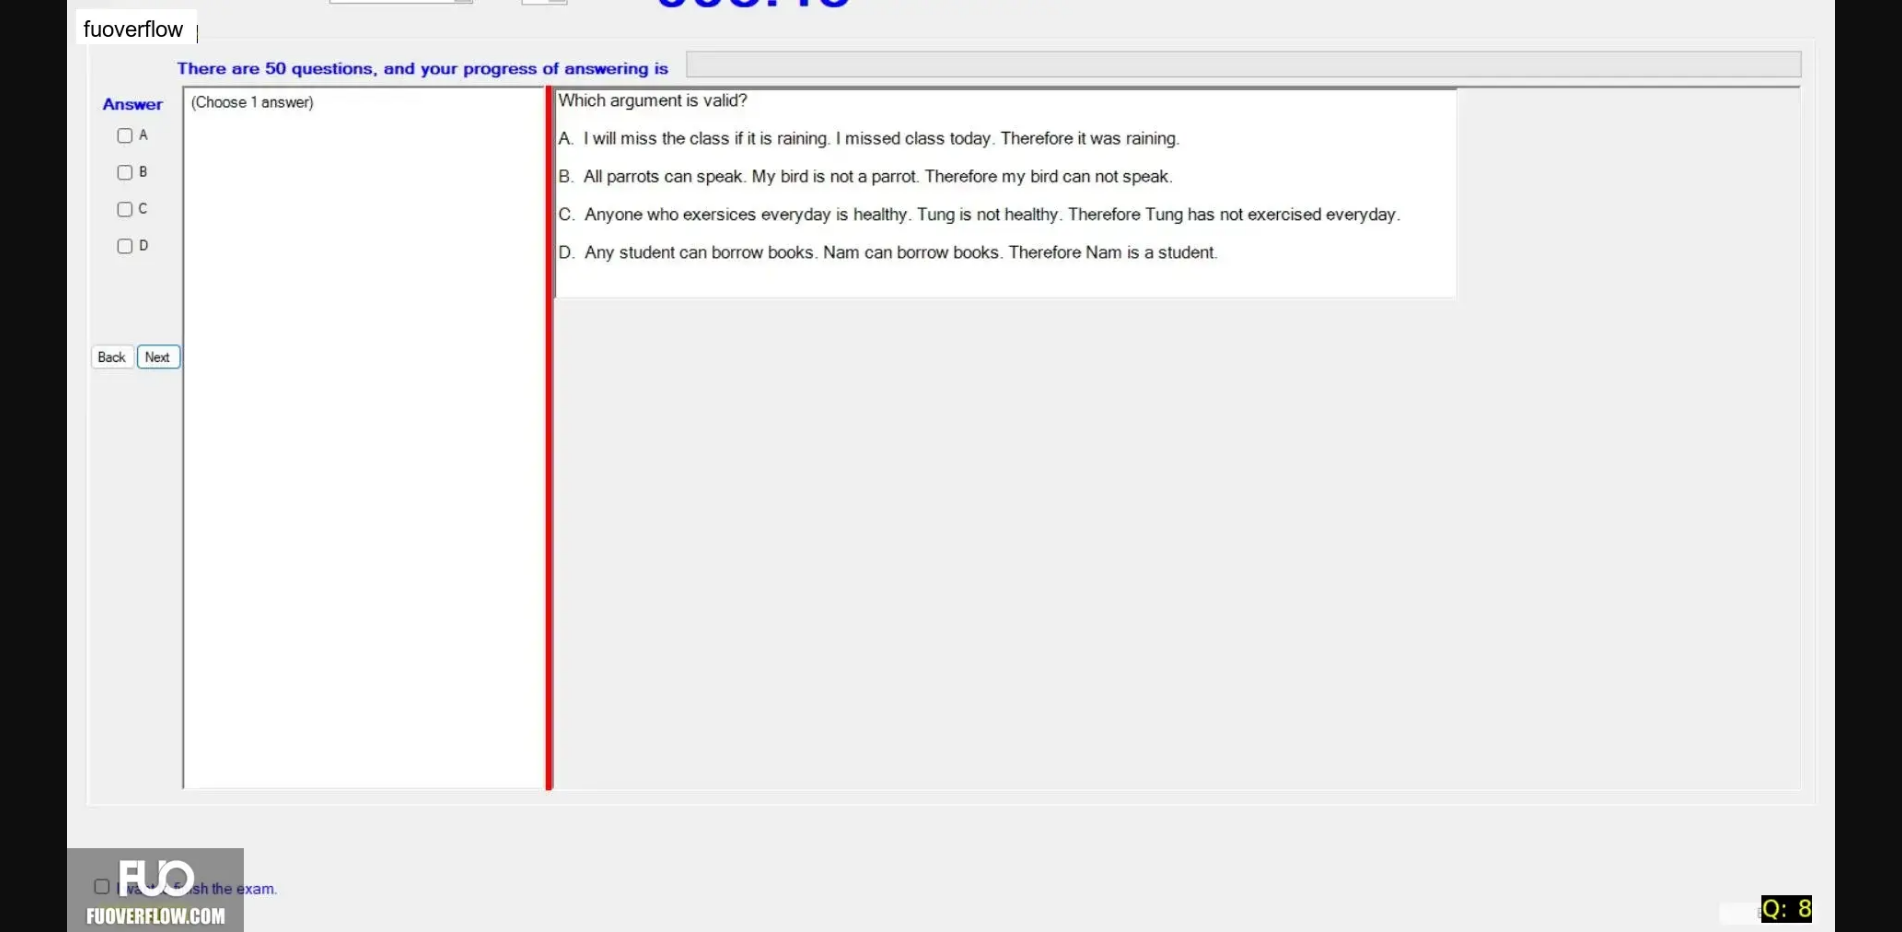 fuoverflow
There are 50 questions, and your progress of answering is
Answer
(Choose 1 answer)
A
B
C
D
Back Next
Which argument is valid?
A. I will miss the class if it is raining. I missed class today. Therefore it was raining.
B. All parrots can speak. My bird is not a parrot. Therefore my bird can not speak.
C. Anyone who exersices everyday is healthy. Tung is not healthy. Therefore Tung has not exercised everyday.
D. Any student can borrow books. Nam can borrow books. Therefore Nam is a student.
FUO
sh the exam.
FUOVERFLOW.COM
Q: 8